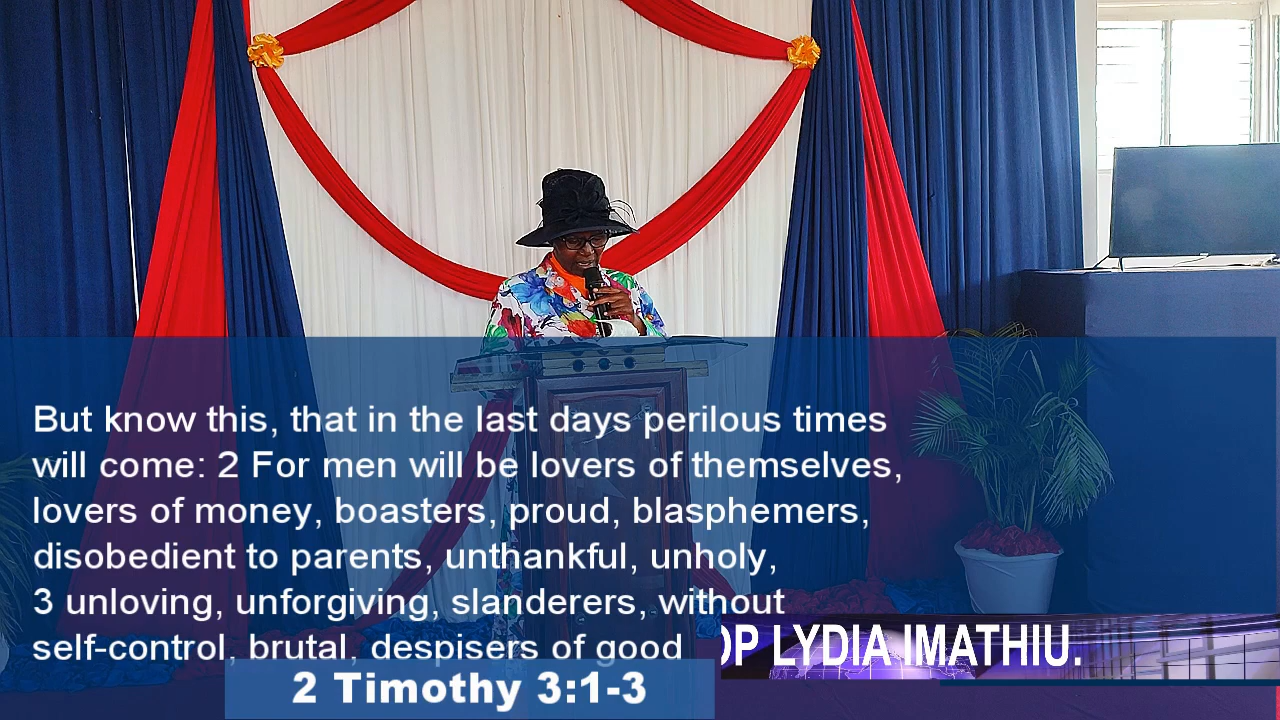 But know this, that in the last days perilous times
will come: 2 For men will be lovers of themselves,
lovers of money, boasters, proud, blasphemers,
disobedient to parents, unthankful, unholy,
3 unloving, unforgiving, slanderers, without
self-control, brutal, despisers of good
OP LYDIA IMATHIU.
2 Timothy 3:1-3